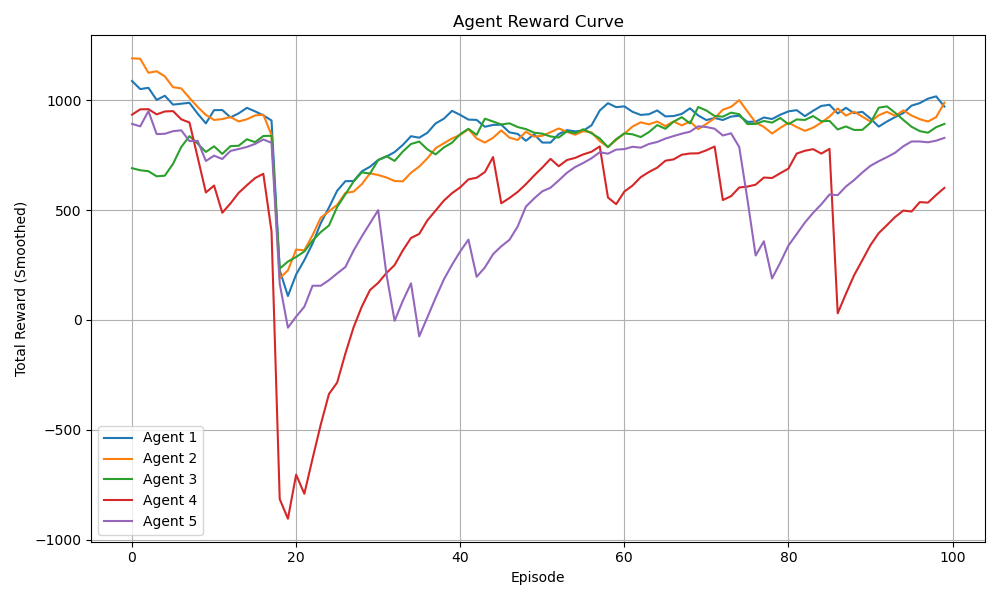 Agent Reward Curve
Total Reward (Smoothed)
1000
500
0
−500
−1000
Agent 1
Agent 2
Agent 3
Agent 4
Agent 5
0 20 40 60 80 100
Episode